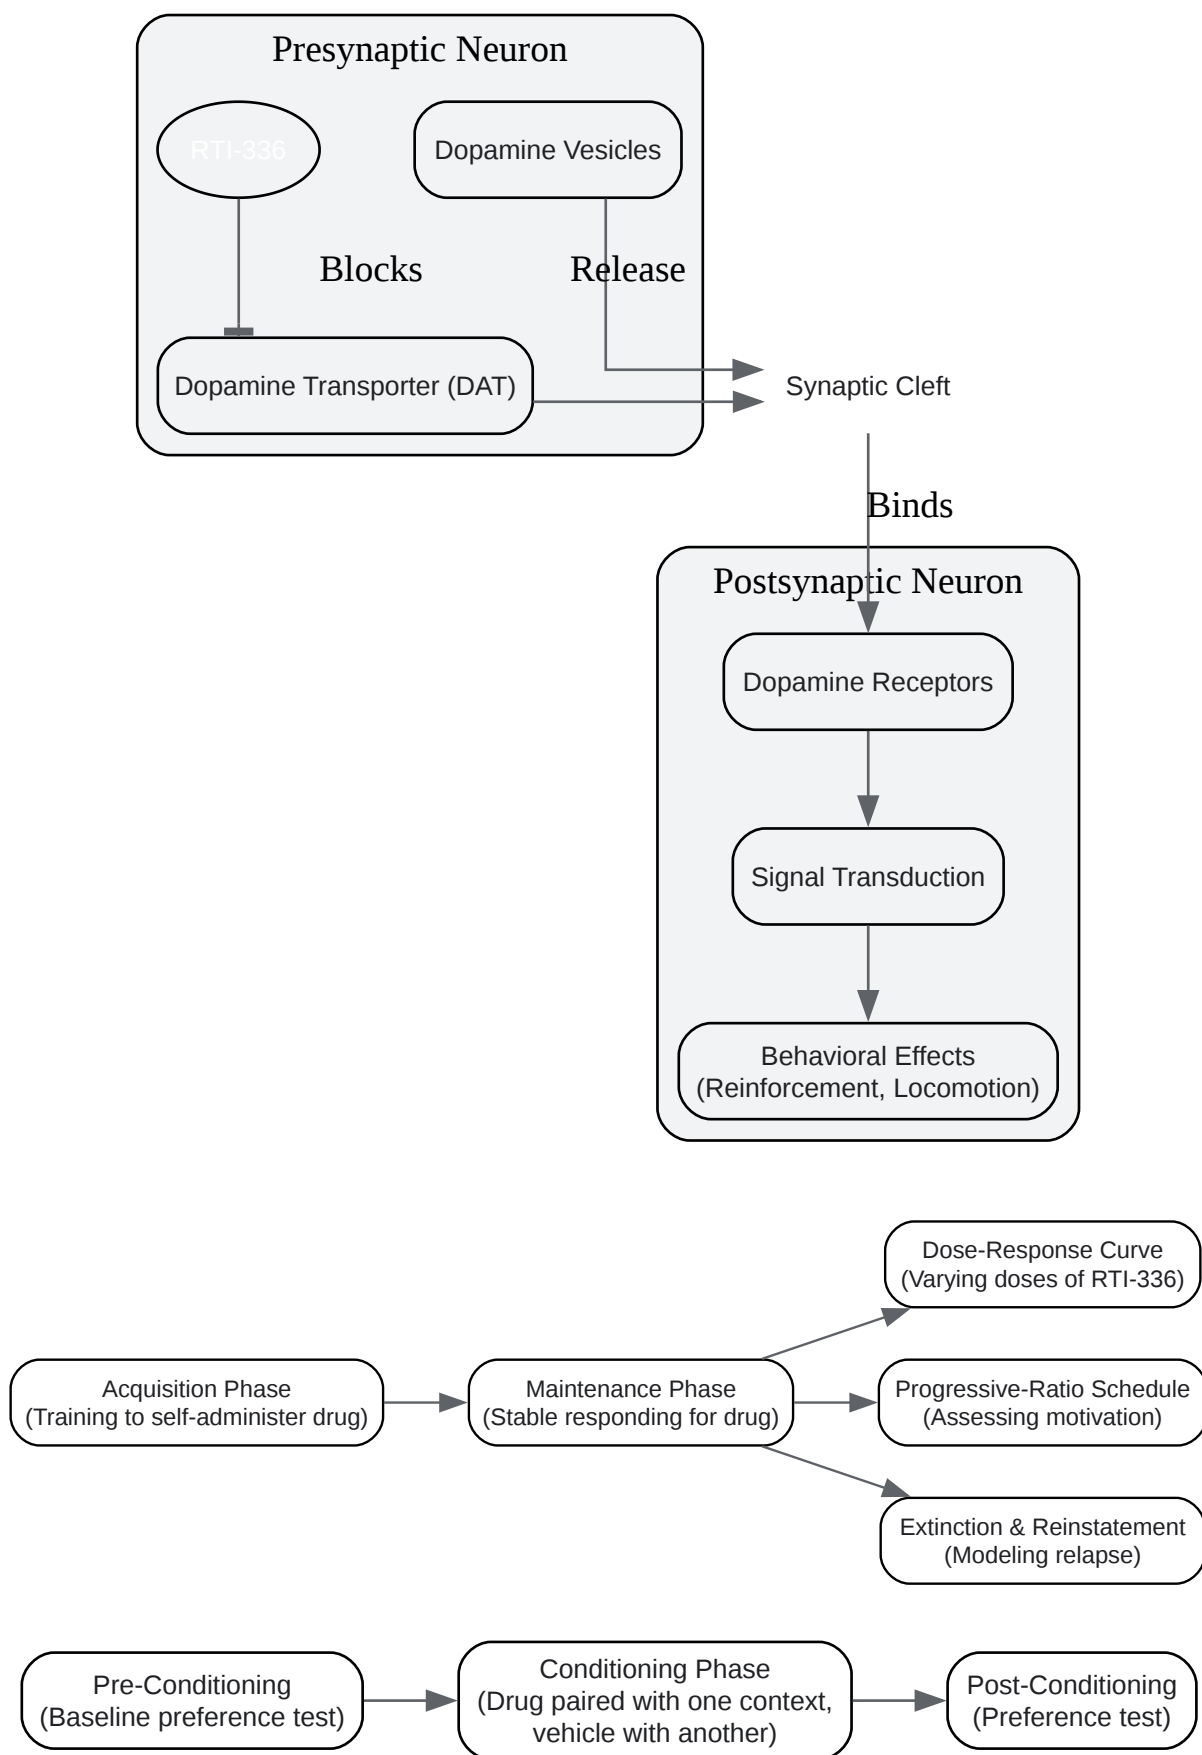 Presynaptic Neuron
RTI-336
Dopamine Vesicles
Blocks
Release
Dopamine Transporter (DAT)
Synaptic Cleft
Binds
Postsynaptic Neuron
Dopamine Receptors
Signal Transduction
Behavioral Effects
(Reinforcement, Locomotion)
Dose-Response Curve
(Varying doses of RTI-336)
Acquisition Phase
(Training to self-administer drug)
Maintenance Phase
(Stable responding for drug)
Progressive-Ratio Schedule
(Assessing motivation)
Extinction & Reinstatement
(Modeling relapse)
Pre-Conditioning
(Baseline preference test)
Conditioning Phase
(Drug paired with one context,
vehicle with another)
Post-Conditioning
(Preference test)